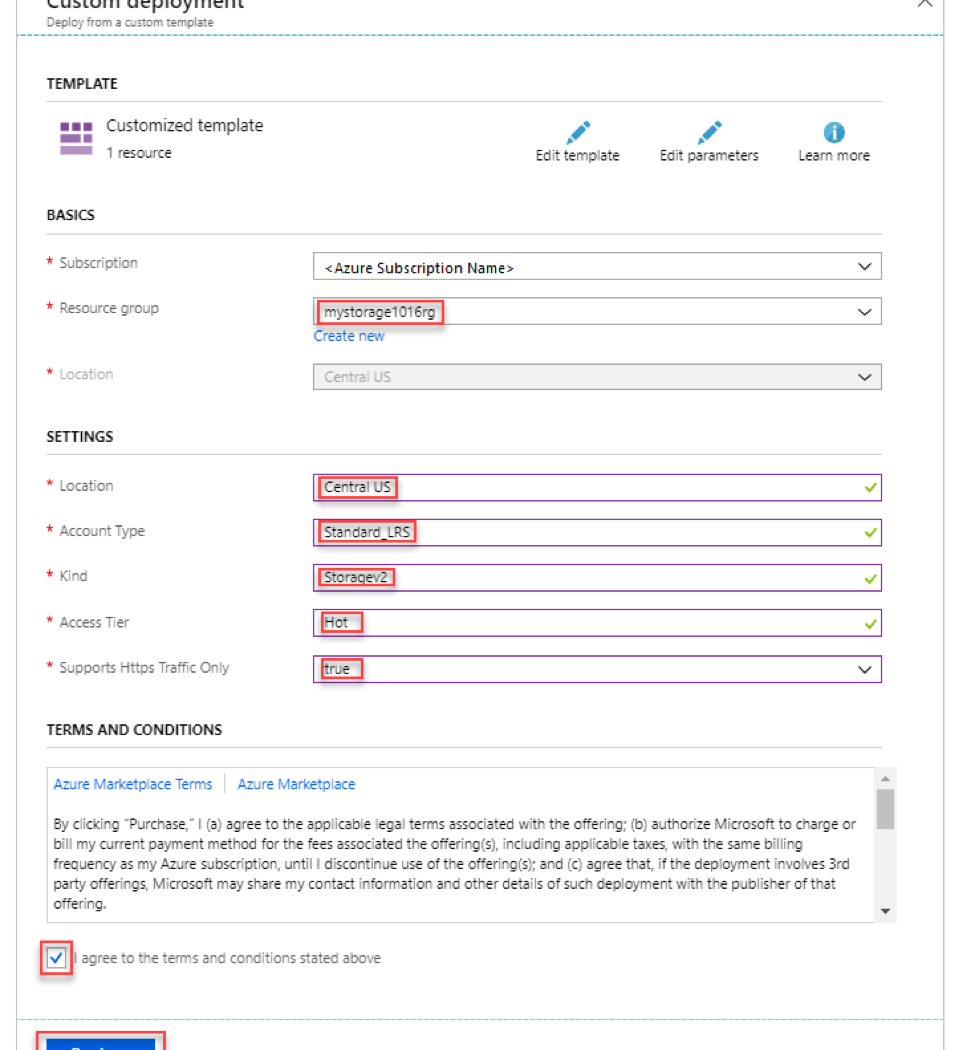 Custom deployment
Deploy from a custom template
TEMPLATE
Customized template
1 resource
Edit template
Edit parameters
Learn more
BASICS
* Subscription
<Azure Subscription Name>
* Resource group
mystorage1016rg
Create new
* Location
Central US
SETTINGS
* Location
Central US
* Account Type
Standard_LRS
* Kind
Storagev2
* Access Tier
Hot
* Supports Https Traffic Only
true
TERMS AND CONDITIONS
Azure Marketplace Terms | Azure Marketplace
By clicking "Purchase," I (a) agree to the applicable legal terms associated with the offering; (b) authorize Microsoft to charge or
bill my current payment method for the fees associated the offering(s), including applicable taxes, with the same billing
frequency as my Azure subscription, until I discontinue use of the offering(s); and (c) agree that, if the deployment involves 3rd
party offerings, Microsoft may share my contact information and other details of such deployment with the publisher of that
offering.
I agree to the terms and conditions stated above